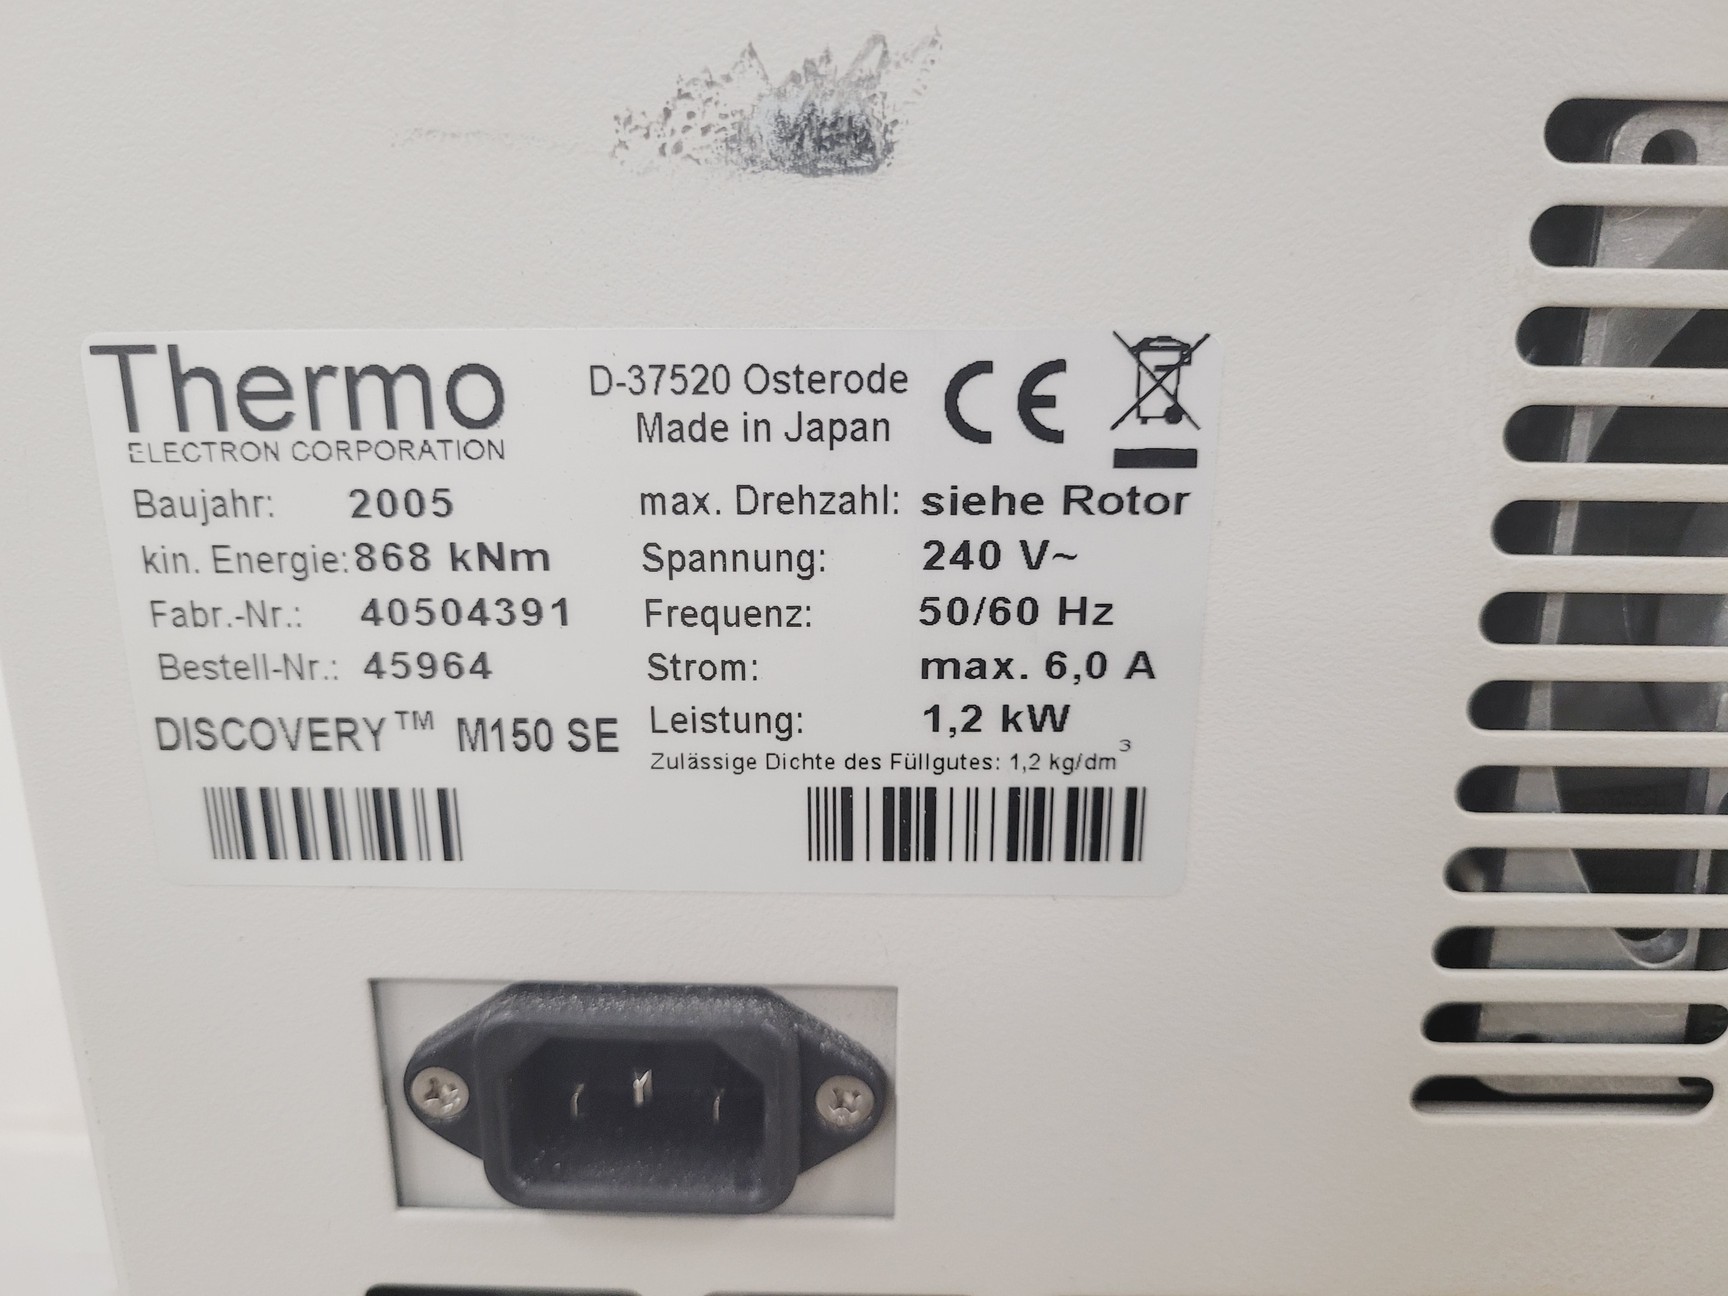 Thermo
ELECTRON CORPORATION
D-37520 Osterode
Made in Japan
CE
Baujahr: 2005
kin. Energie: 868 kNm
Fabr.-Nr.: 40504391
Bestell-Nr.: 45964
DISCOVERY™ M150 SE
max. Drehzahl: siehe Rotor
Spannung: 240 V~
Frequenz: 50/60 Hz
Strom: max. 6,0 A
Leistung: 1,2 kW
Zulässige Dichte des Füllgutes: 1,2 kg/dm³